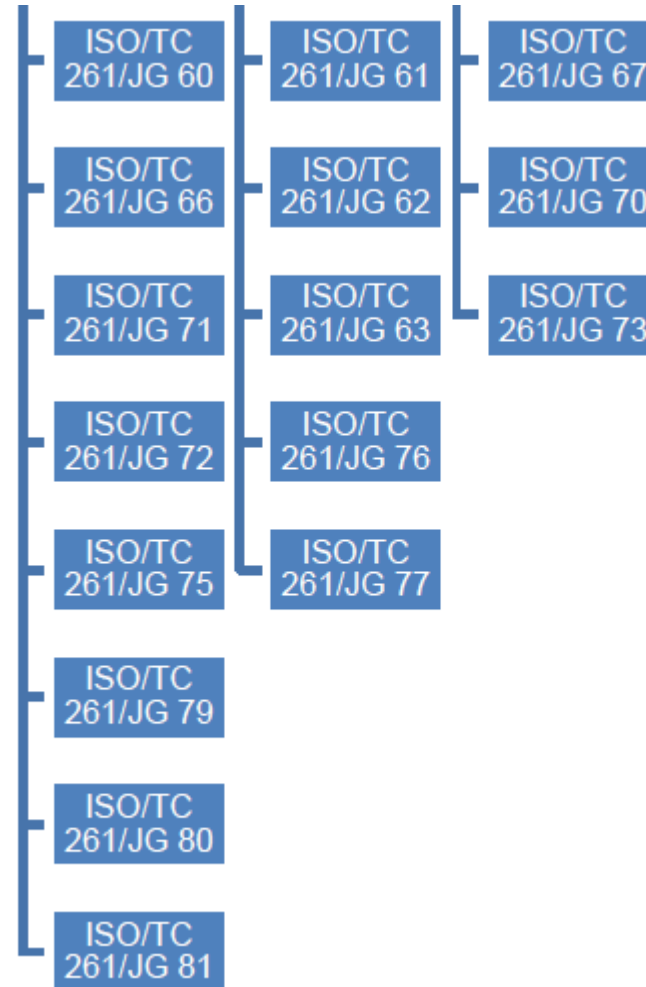 ISO/TC
261/JG 60
ISO/TC
261/JG 66
ISO/TC
261/JG 71
ISO/TC
261/JG 72
ISO/TC
261/JG 75
ISO/TC
261/JG 79
ISO/TC
261/JG 80
ISO/TC
261/JG 81
ISO/TC
261/JG 61
ISO/TC
261/JG 62
ISO/TC
261/JG 63
ISO/TC
261/JG 76
ISO/TC
261/JG 77
ISO/TC
261/JG 67
ISO/TC
261/JG 70
ISO/TC
261/JG 73